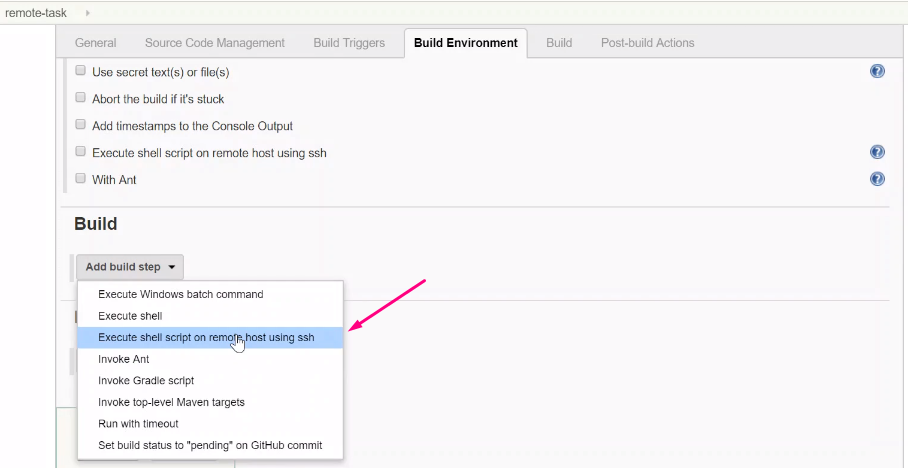 remote-task
General Source Code Management Build Triggers Build Environment Build Post-build Actions
Use secret text(s) or file(s)
Abort the build if it's stuck
Add timestamps to the Console Output
Execute shell script on remote host using ssh
With Ant
Build
Add build step
Execute Windows batch command
Execute shell
Execute shell script on remote host using ssh
Invoke Ant
Invoke Gradle script
Invoke top-level Maven targets
Run with timeout
Set build status to "pending" on GitHub commit